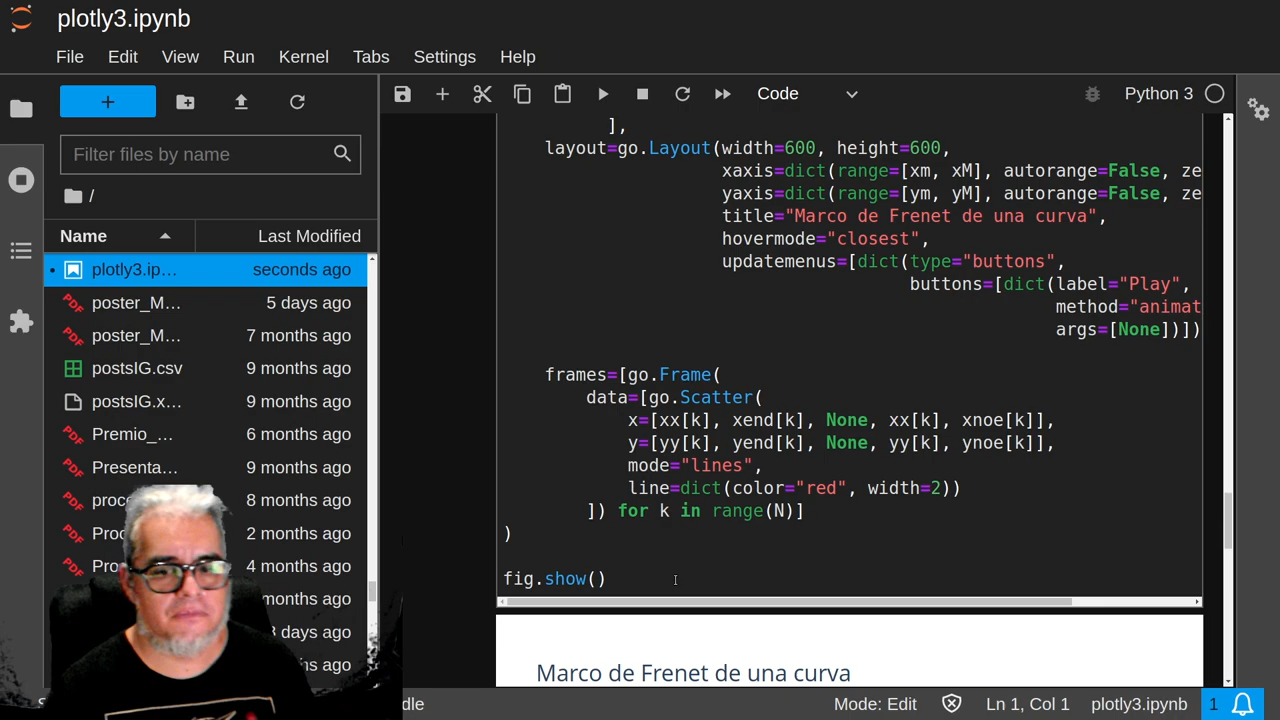 plotly3.ipynb
File Edit View Run Kernel Tabs Settings Help
+ Code Python 3
Filter files by name
/
Name Last Modified
plotly3.ip… seconds ago
poster_M… 5 days ago
poster_M… 7 months ago
postsIG.csv 9 months ago
postsIG.x… 9 months ago
Premio_… 6 months ago
Presenta… 9 months ago
proc 8 months ago
Proc 2 months ago
Pro 4 months ago
months ago
days ago
hs ago
],
layout=go.Layout(width=600, height=600,
xaxis=dict(range=[xm, xM], autorange=False, ze
yaxis=dict(range=[ym, yM], autorange=False, ze
title="Marco de Frenet de una curva",
hovermode="closest",
updatemenus=[dict(type="buttons",
buttons=[dict(label="Play",
method="animat
args=[None])])
frames=[go.Frame(
data=[go.Scatter(
x=[xx[k], xend[k], None, xx[k], xnoe[k]],
y=[yy[k], yend[k], None, yy[k], ynoe[k]],
mode="lines",
line=dict(color="red", width=2))
]) for k in range(N)]
)
fig.show()
Marco de Frenet de una curva
dle Mode: Edit Ln 1, Col 1 plotly3.ipynb 1